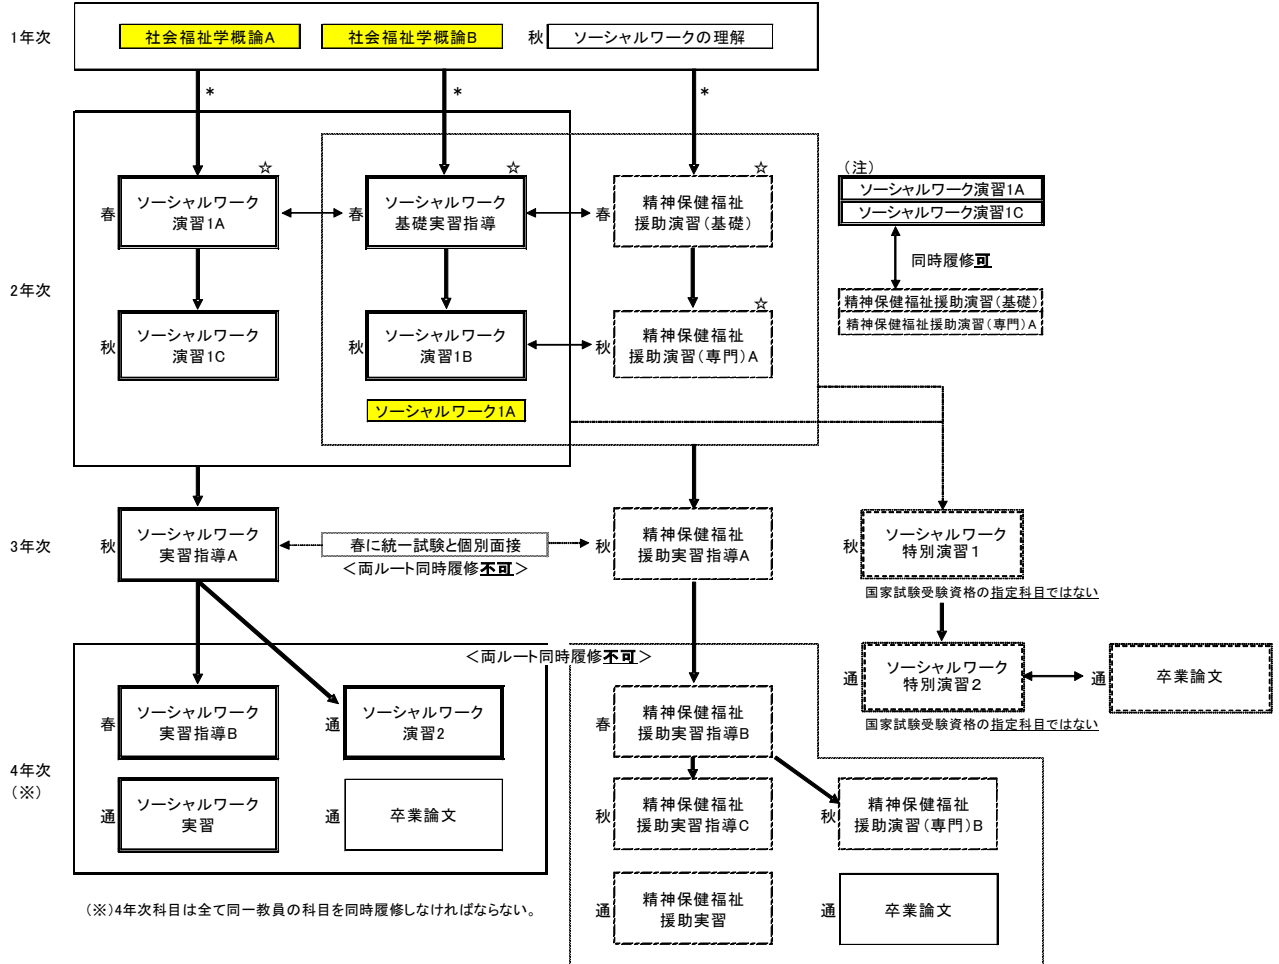 1年次
社会福祉学概論A
社会福祉学概論B
秋
ソーシャルワークの理解
*
*
*
☆
☆
☆
2年次
春
ソーシャルワーク
演習1A
春
ソーシャルワーク
基礎実習指導
春
精神保健福祉
援助演習(基礎)
(注)
ソーシャルワーク演習1A
ソーシャルワーク演習1C
同時履修可
精神保健福祉援助演習(基礎)
精神保健福祉援助演習(専門)A
☆
秋
ソーシャルワーク
演習1C
秋
ソーシャルワーク
演習1B
秋
精神保健福祉
援助演習(専門)A
ソーシャルワーク1A
3年次
秋
ソーシャルワーク
実習指導A
春に統一試験と個別面接
<両ルート同時履修不可>
秋
精神保健福祉
援助実習指導A
秋
ソーシャルワーク
特別演習1
国家試験受験資格の指定科目ではない
<両ルート同時履修不可>
通
ソーシャルワーク
特別演習2
通
卒業論文
国家試験受験資格の指定科目ではない
4年次
(※)
春
ソーシャルワーク
実習指導B
通
ソーシャルワーク
演習2
春
精神保健福祉
援助実習指導B
通
ソーシャルワーク
実習
通
卒業論文
秋
精神保健福祉
援助実習指導C
秋
精神保健福祉
援助演習(専門)B
通
精神保健福祉
援助実習
通
卒業論文
(※)4年次科目は全て同一教員の科目を同時履修しなければならない。